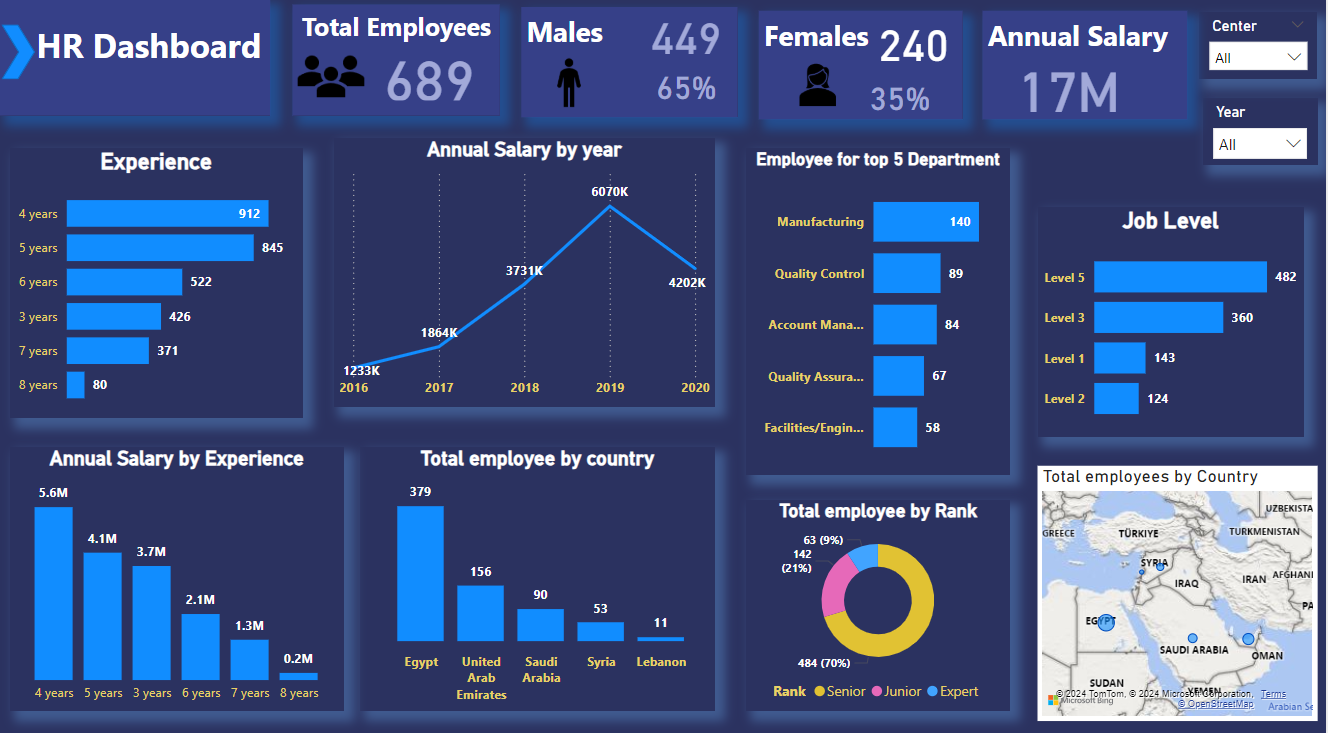 HR Dashboard
Total Employees
689
Males
449
65%
Females
240
35%
Annual Salary
17M
Center
All
Year
All
Experience
4 years
912
5 years
845
6 years
522
3 years
426
7 years
371
8 years
80
Annual Salary by year
6070K
3731K
4202K
1864K
1233K
2016
2017
2018
2019
2020
Employee for top 5 Department
Manufacturing
140
Quality Control
89
Account Mana...
84
Quality Assura...
67
Facilities/Engin...
58
Job Level
Level 5
482
Level 3
360
Level 1
143
Level 2
124
Annual Salary by Experience
5.6M
4.1M
3.7M
2.1M
1.3M
0.2M
4 years
5 years
3 years
6 years
7 years
8 years
Total employee by country
379
156
90
53
11
Egypt
United
Arab
Emirates
Saudi
Arabia
Syria
Lebanon
Total employee by Rank
63 (9%)
142
(21%)
484 (70%)
Rank
Senior
Junior
Expert
Total employees by Country
UZBEKISTA
GREECE
TÜRKIYE
TURKMENISTAN
SYRIA
IRAQ
IRAN
AFGHANI
PA
EGYPT
SAUDI ARABIA
OMAN
SUDAN
YEMEN
© 2024 TomTom, © 2024 Microsoft Corporation,
Terms
Microsoft Bing
© OpenStreetMap
Arabian Se